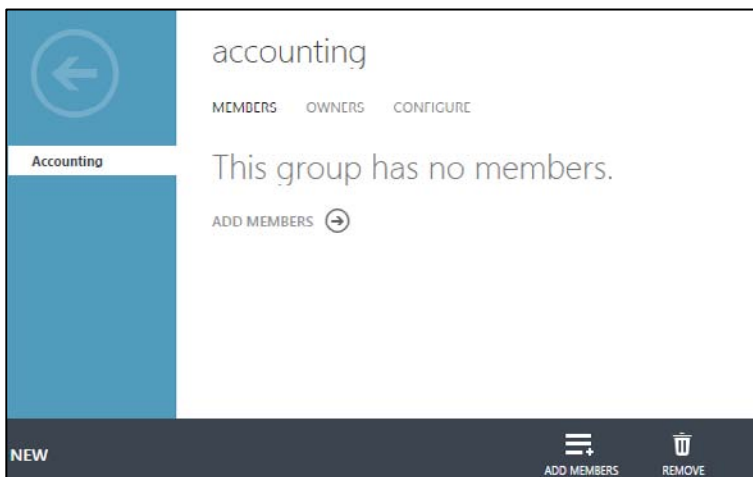 accounting
MEMBERS OWNERS CONFIGURE
Accounting
This group has no members.
ADD MEMBERS
NEW
ADD MEMBERS REMOVE